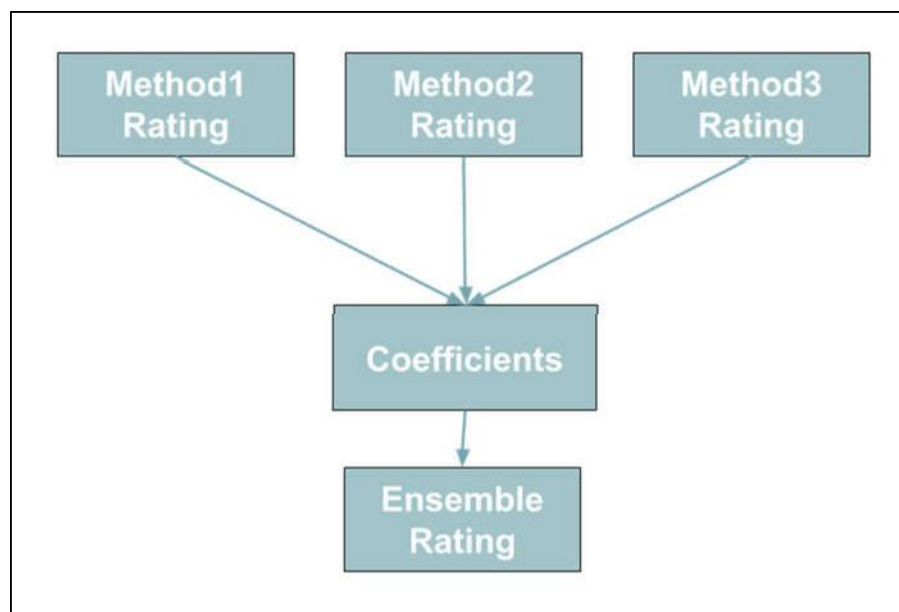 Method1
Rating
Method2
Rating
Method3
Rating
Coefficients
Ensemble
Rating